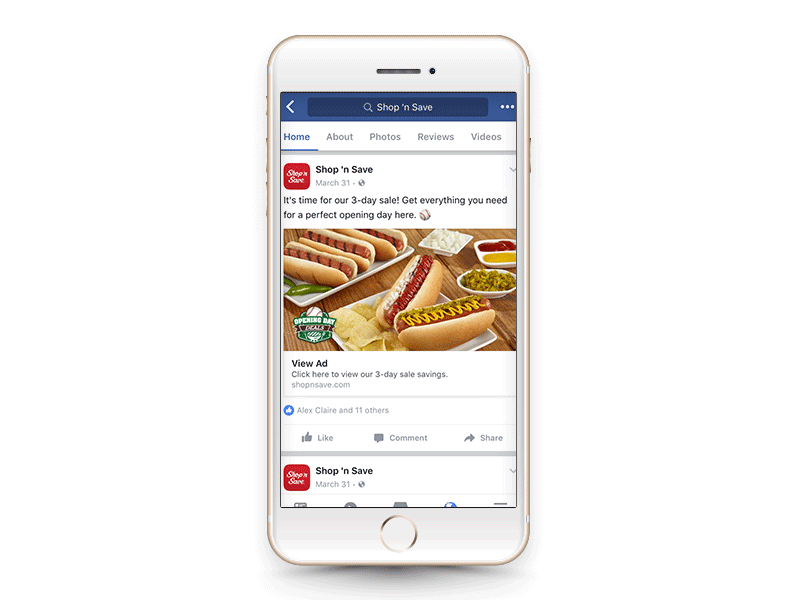 Shop 'n Save
Home About Photos Reviews Videos
Shop 'n Save
Shop 'n Save
March 31
It's time for our 3-day sale! Get everything you need
for a perfect opening day here.
OPENING DAY
DEALS
View Ad
Click here to view our 3-day sale savings.
shopnsave.com
Alex Claire and 11 others
Like Comment Share
Shop 'n Save
Shop 'n Save
March 31